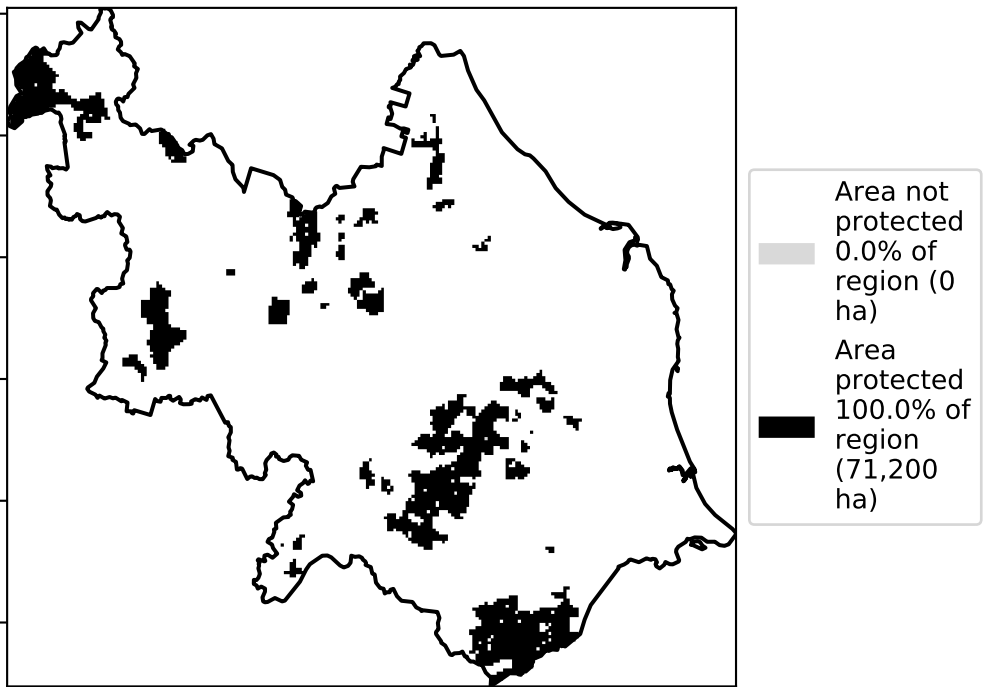 Area not
protected
0.0% of
region (0
ha)
Area
protected
100.0% of
region
(71,200
ha)